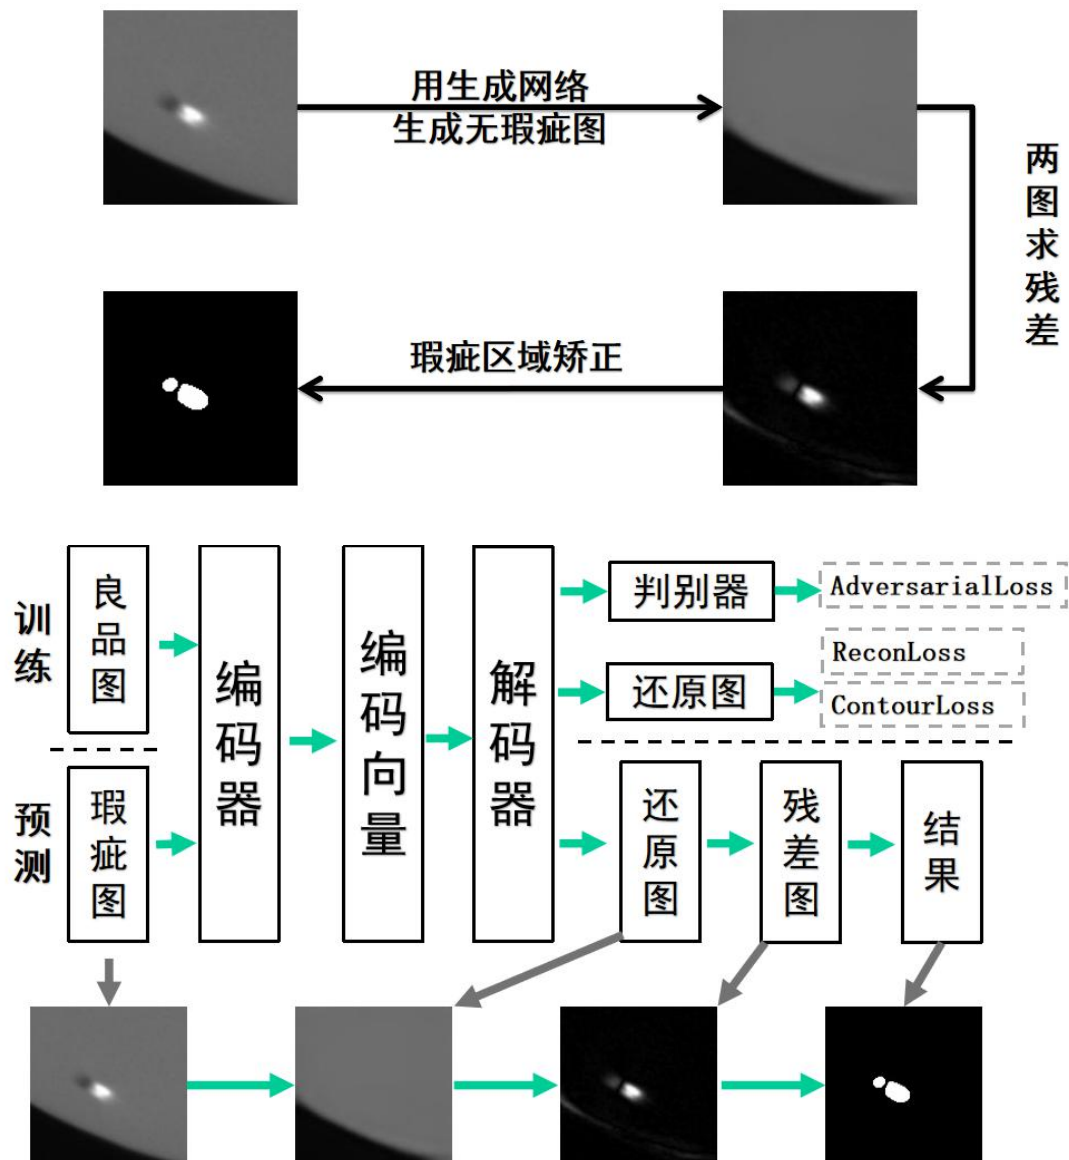 用生成网络
生成无瑕疵图
两图求残差
瑕疵区域矫正
训练
良品图
编码器
编码向量
解码器
判别器
AdversarialLoss
还原图
ReconLoss
ContourLoss
预测
瑕疵图
还原图
残差图
结果